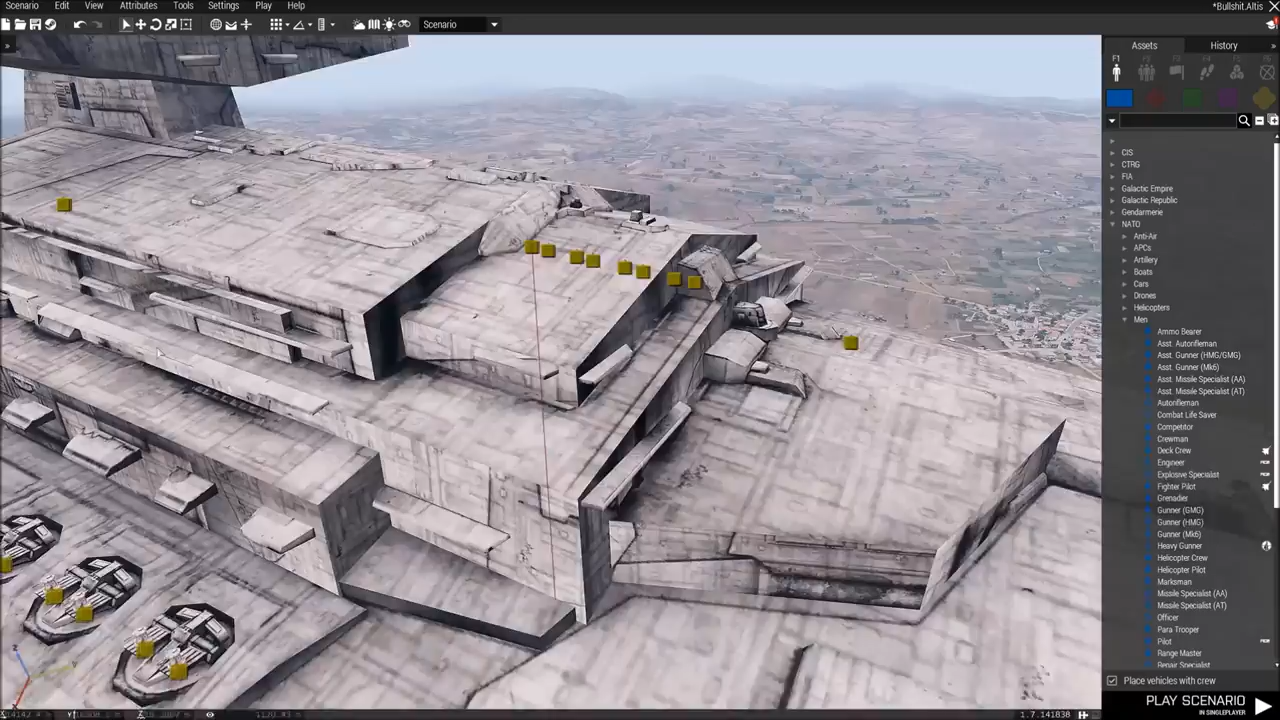 Scenario Edit View Attributes Tools Settings Play Help
*Bullshit.Altis
Scenario
Assets History
F1
CIS
CTRG
FIA
Galactic Empire
Galactic Republic
Gendarmerie
NATO
Anti-Air
APCs
Artillery
Boats
Cars
Drones
Helicopters
Men
Ammo Bearer
Asst. Autorifleman
Asst. Gunner (HMG/GMG)
Asst. Gunner (Mk6)
Asst. Missile Specialist (AA)
Asst. Missile Specialist (AT)
Autorifleman
Combat Life Saver
Competitor
Crewman
Deck Crew
Engineer
Explosive Specialist
Fighter Pilot
Grenadier
Gunner (GMG)
Gunner (HMG)
Gunner (Mk6)
Heavy Gunner
Helicopter Crew
Helicopter Pilot
Marksman
Missile Specialist (AA)
Missile Specialist (AT)
Officer
Para Trooper
Pilot
Range Master
Repair Specialist
Place vehicles with crew
PLAY SCENARIO
IN SINGLEPLAYER
1.7.141838